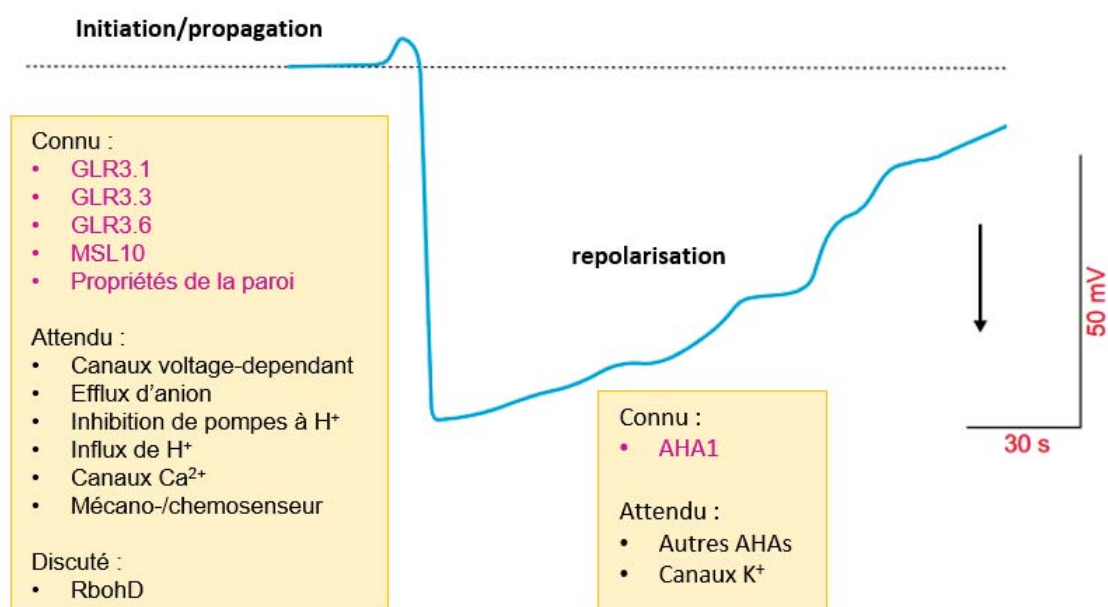 Initiation/propagation
Connu :
• GLR3.1
• GLR3.3
• GLR3.6
• MSL10
• Propriétés de la paroi
Attendu :
• Canaux voltage-dependant
• Efflux d'anion
• Inhibition de pompes à H⁺
• Influx de H⁺
• Canaux Ca²⁺
• Mécano-/chemosenseur
Discuté :
• RbohD
repolarisation
Connu :
• AHA1
Attendu :
• Autres AHAs
• Canaux K⁺
50 mV
30 s